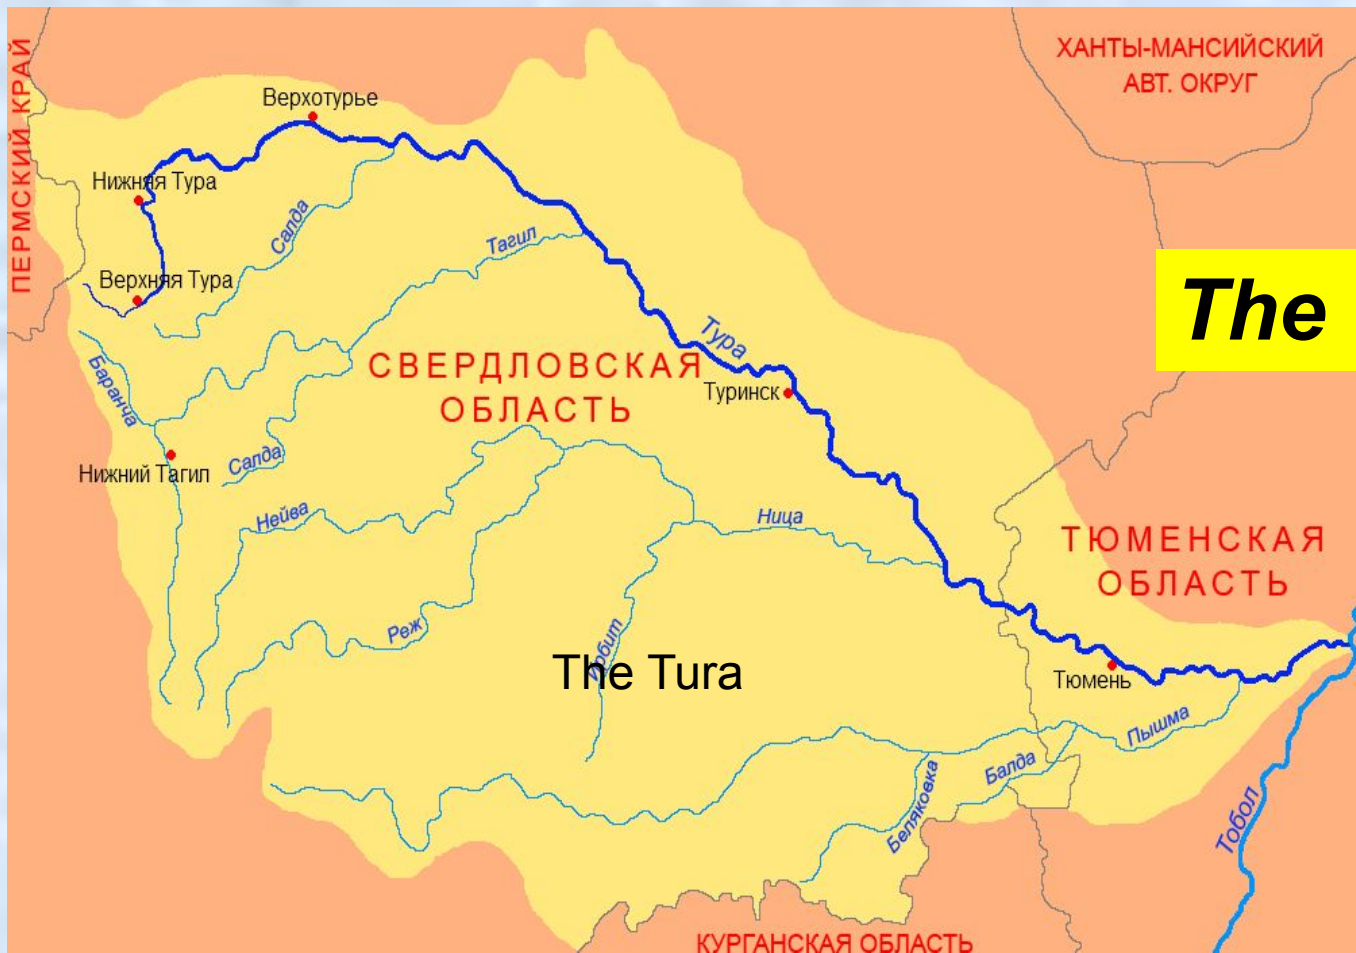 ПЕРМСКИЙ КРАЙ
ХАНТЫ-МАНСИЙСКИЙ
АВТ. ОКРУГ
Верхотурье
Нижняя Тура
Салда
Тагил
Верхняя Тура
The
Тура
Баранча
СВЕРДЛОВСКАЯ
ОБЛАСТЬ
Туринск
Нижний Тагил
Салда
Нейва
Ница
ТЮМЕНСКАЯ
ОБЛАСТЬ
Реж
Ирбит
The Tura
Тюмень
Пышма
Балда
Беляковка
Тобол
КУРГАНСКАЯ ОБЛАСТЬ